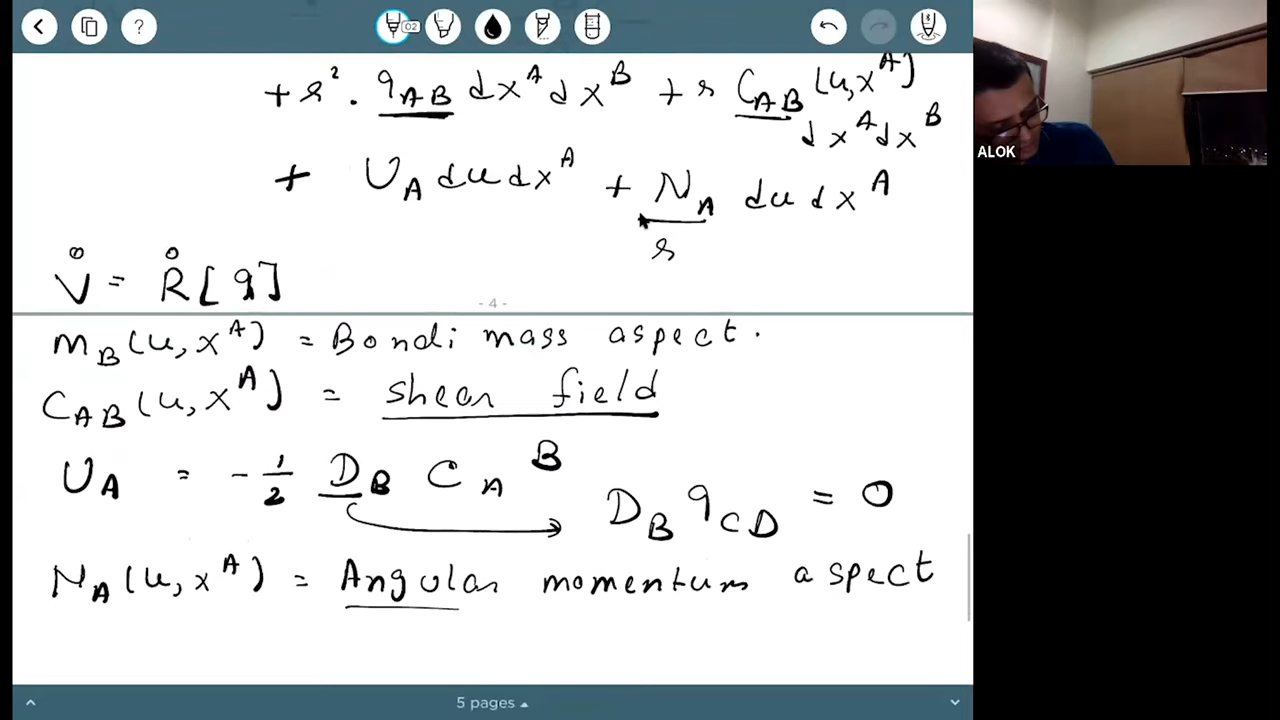 + r² . q_AB dx^A dx^B + r C_AB (u, x^A)
dx^A dx^B
+ U_A du dx^A + N_A du dx^A
r
V̊ = R̊ [q]
- 4 -
m_B (u, x^A) = Bondi mass aspect.
C_AB (u, x^A) = shear field
U_A = - 1/2 D_B C_A^B
D_B q_CD = 0
N_A (u, x^A) = Angular momentum aspect
5 pages
ALOK
02
?